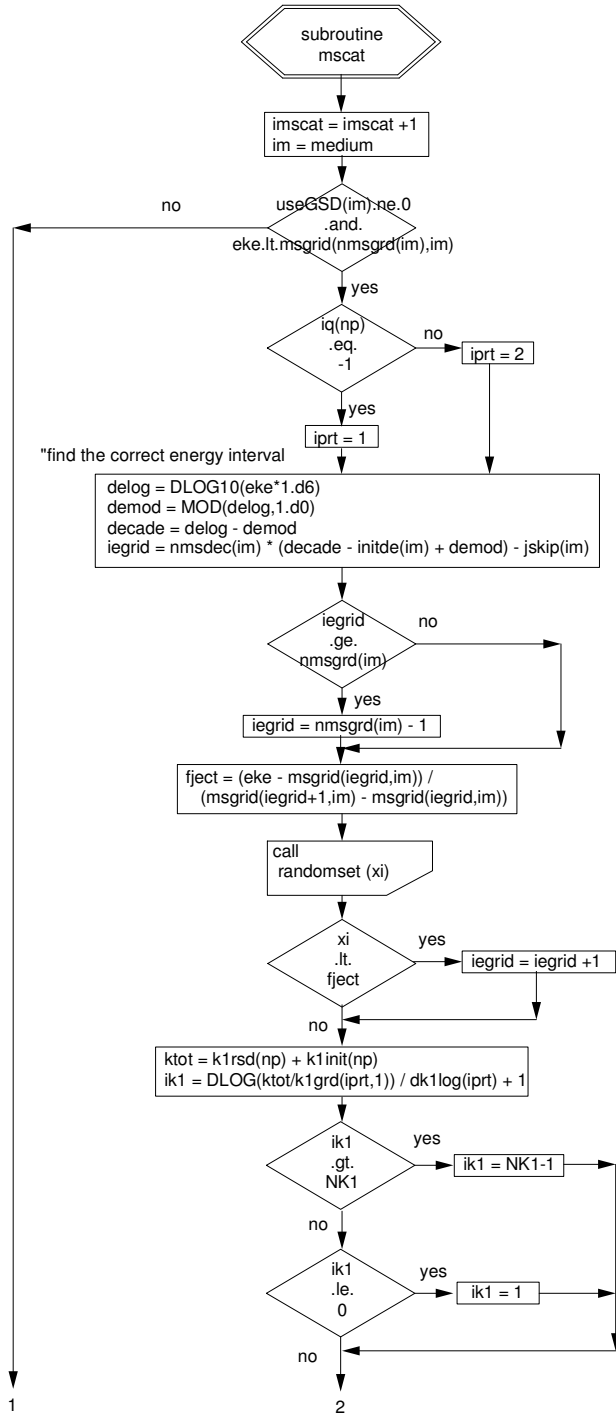 subroutine
mscat
imscat = imscat +1
im = medium
no
useGSD(im).ne.0
.and.
eke.lt.msgrid(nmsgrd(im),im)
yes
iq(np)
.eq.
-1
no
iprt = 2
yes
iprt = 1
"find the correct energy interval
delog = DLOG10(eke*1.d6)
demod = MOD(delog,1.d0)
decade = delog - demod
iegrid = nmsdec(im) * (decade - initde(im) + demod) - jskip(im)
iegrid
.ge.
nmsgrd(im)
no
yes
iegrid = nmsgrd(im) - 1
fject = (eke - msgrid(iegrid,im)) /
(msgrid(iegrid+1,im) - msgrid(iegrid,im))
call
randomset (xi)
xi
.lt.
fject
yes
iegrid = iegrid +1
no
ktot = k1rsd(np) + k1init(np)
ik1 = DLOG(ktot/k1grd(iprt,1)) / dk1log(iprt) + 1
ik1
.gt.
NK1
yes
ik1 = NK1-1
no
ik1
.le.
0
yes
ik1 = 1
no
1
2